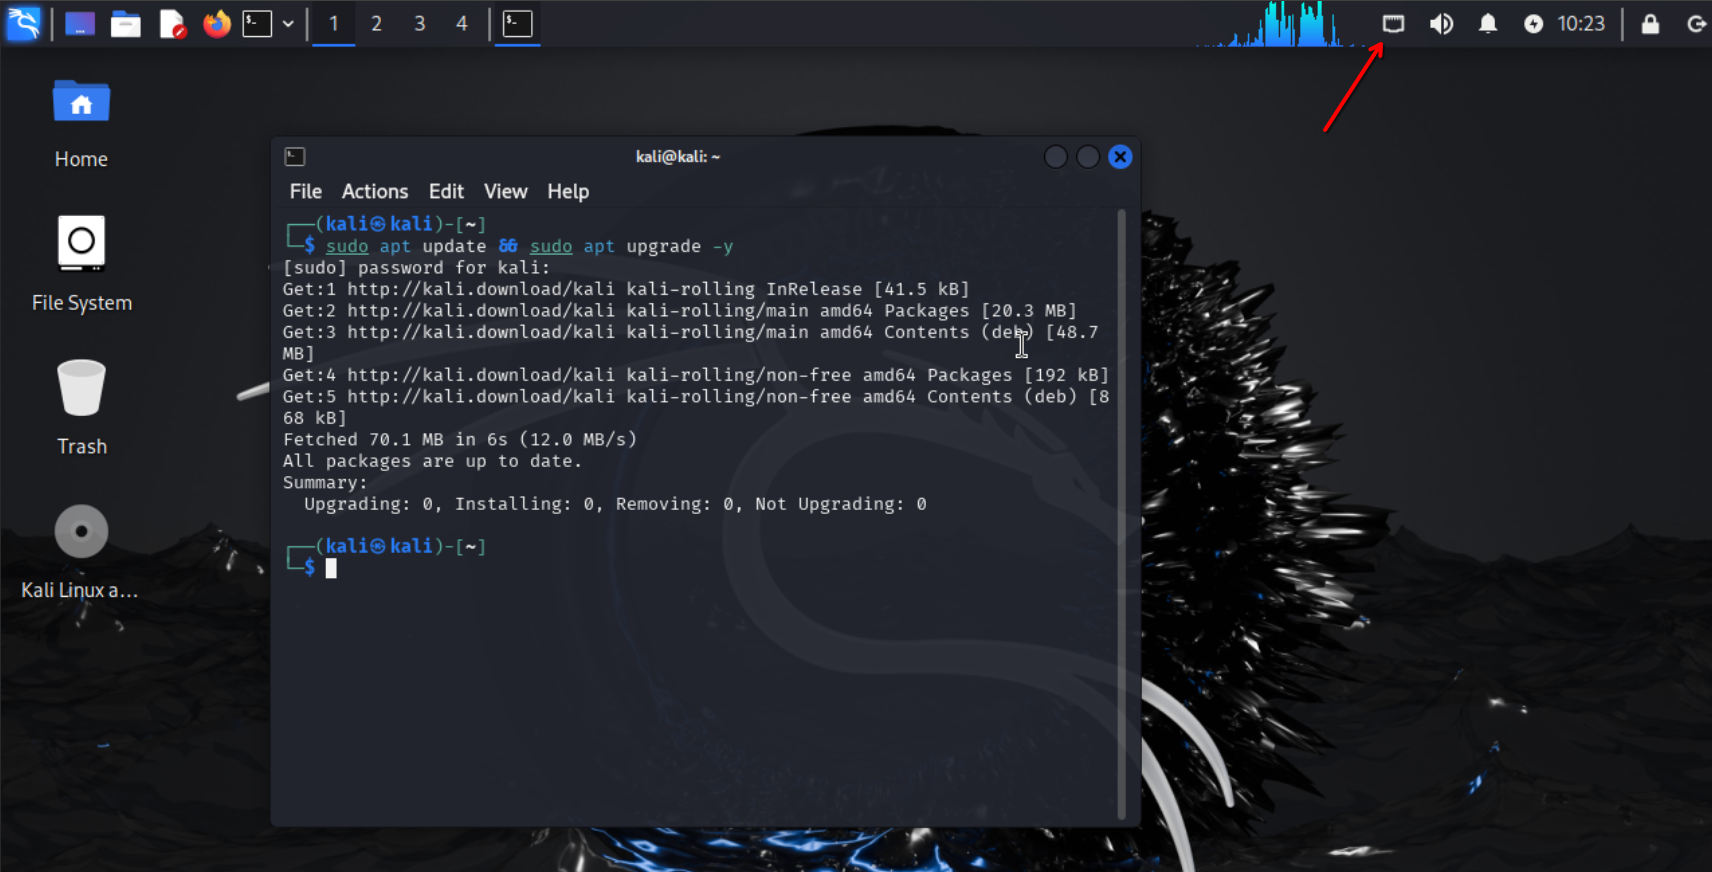 1 2 3 4
10:23
Home
File System
Trash
Kali Linux a...
kali@kali: ~
File Actions Edit View Help
┌──(kali㉿kali)-[~]
└─$ sudo apt update && sudo apt upgrade -y
[sudo] password for kali:
Get:1 http://kali.download/kali kali-rolling InRelease [41.5 kB]
Get:2 http://kali.download/kali kali-rolling/main amd64 Packages [20.3 MB]
Get:3 http://kali.download/kali kali-rolling/main amd64 Contents (deb) [48.7
MB]
Get:4 http://kali.download/kali kali-rolling/non-free amd64 Packages [192 kB]
Get:5 http://kali.download/kali kali-rolling/non-free amd64 Contents (deb) [8
68 kB]
Fetched 70.1 MB in 6s (12.0 MB/s)
All packages are up to date.
Summary:
  Upgrading: 0, Installing: 0, Removing: 0, Not Upgrading: 0
┌──(kali㉿kali)-[~]
└─$